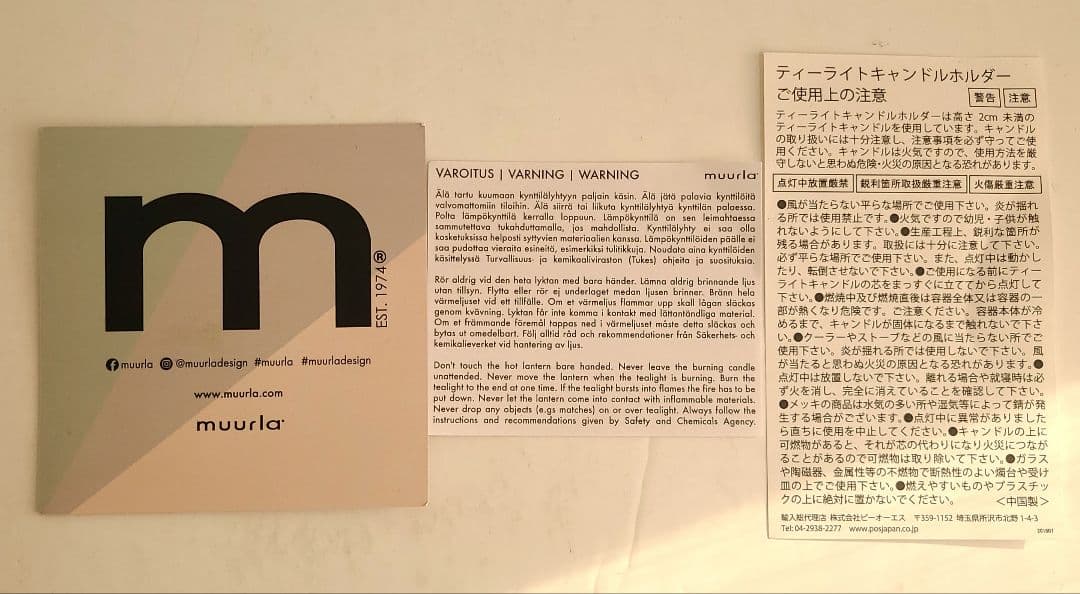 m
EST. 1974®
muurla @muurladesign #muurla #muurladesign
www.muurla.com
muurla®
VAROITUS | VARNING | WARNING
muurla®
Älä tartu kuumaan kynttilälyhtyyn paljain käsin. Älä jätä palavia kynttilöitä
valvomattomiin tiloihin. Älä siirrä tai liikuta kynttilälyhtyä kynttilän palaessa.
Polta lämpökynttilä kerralla loppuun. Lämpökynttilä on sen leimahtaessa
sammutettava tukahduttamalla, jos mahdollista. Kynttilälyhty ei saa olla
kosketuksissa helposti syttyvien materiaalien kanssa. Lämpökynttilöiden päälle ei
saa pudottaa vieraita esineitä, esimerkiksi tulitikkuja. Noudata aina kynttilöiden
käsittelyssä Turvallisuus- ja kemikaaliviraston (Tukes) ohjeita ja suosituksia.
Rör aldrig vid den heta lyktan med bara händer. Lämna aldrig brinnande ljus
utan tillsyn. Flytta eller rör ej underlaget medan ljusen brinner. Bränn hela
värmeljuset vid ett tillfälle. Om et värmeljus flammar upp skall lågan släckas
genom kvävning. Lyktan får inte komma i kontakt med lättantändliga material.
Om et främmande föremål tappas ned i värmeljuset måste detta släckas och
bytas ut omedelbart. Följ alltid råd och rekommendationer från Säkerhets- och
kemikalieverket vid hantering av ljus.
Don't touch the hot lantern bare handed. Never leave the burning candle
unattended. Never move the lantern when the tealight is burning. Burn the
tealight to the end at one time. If the tealight bursts into flames the fire has to be
put down. Never let the lantern come into contact with inflammable materials.
Never drop any objects (e.gs matches) on or over tealight. Always follow the
instructions and recommendations given by Safety and Chemicals Agency.
ティーライトキャンドルホルダー
ご使用上の注意 警告 注意
ティーライトキャンドルホルダーは高さ 2cm 未満の
ティーライトキャンドルを使用しています。キャンドル
の取り扱いには十分注意し、注意事項を必ず守ってご使
用ください。キャンドルは火気ですので、使用方法を厳
守しないと思わぬ危険・火災の原因となる恐れがあります。
点灯中放置厳禁 鋭利箇所取扱厳重注意 火傷厳重注意
●風が当たらない平らな場所でご使用下さい。炎が揺れ
る所では使用禁止です。●火気ですので幼児・子供が触
れないようにして下さい。●生産工程上、鋭利な箇所が
残る場合があります。取扱には十分に注意して下さい。
必ず平らな場所でご使用下さい。また、点灯中は動かし
たり、転倒させないで下さい。●ご使用になる前にティー
ライトキャンドルの芯をまっすぐに立ててから点灯して
下さい。●燃焼中及び燃焼直後は容器全体又は容器の一
部が熱くなり危険です。ご注意ください。容器本体が冷
めるまで、キャンドルが固体になるまで触れないで下さ
い。●クーラーやストーブなどの風に当たらない所でご
使用下さい。炎が揺れる所では使用しないで下さい。風
が当たると思わぬ火災の原因となる恐れがあります。●
点灯中は放置しないで下さい。離れる場合や就寝時は必
ず火を消し、完全に消えていることを確認して下さい。
●メッキの商品は水気の多い所や湿気等によって錆が発
生する場合がございます。●点灯中に異常がありました
ら直ちに使用を中止してください。●キャンドルの上に
可燃物があると、それが芯の代わりになり火災につなが
ることがあるので可燃物は取り除いて下さい。●ガラス
や陶磁器、金属性等の不燃物で断熱性のよい燭台や受け
皿の上でご使用下さい。●燃えやすいものやプラスチッ
クの上に絶対に置かないでください。 ＜中国製＞
輸入総代理店 株式会社ピーオーエス 〒359-1152 埼玉県所沢市北野 1-4-3
Tel: 04-2938-2277 www.posjapan.co.jp